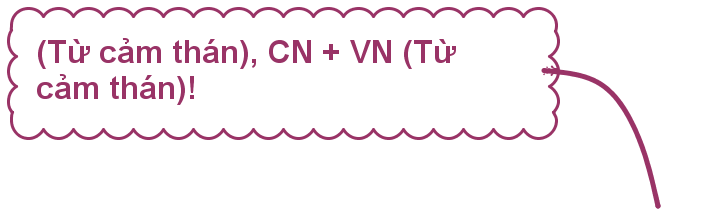 (Từ cảm thán), CN + VN (Từ
cảm thán)!